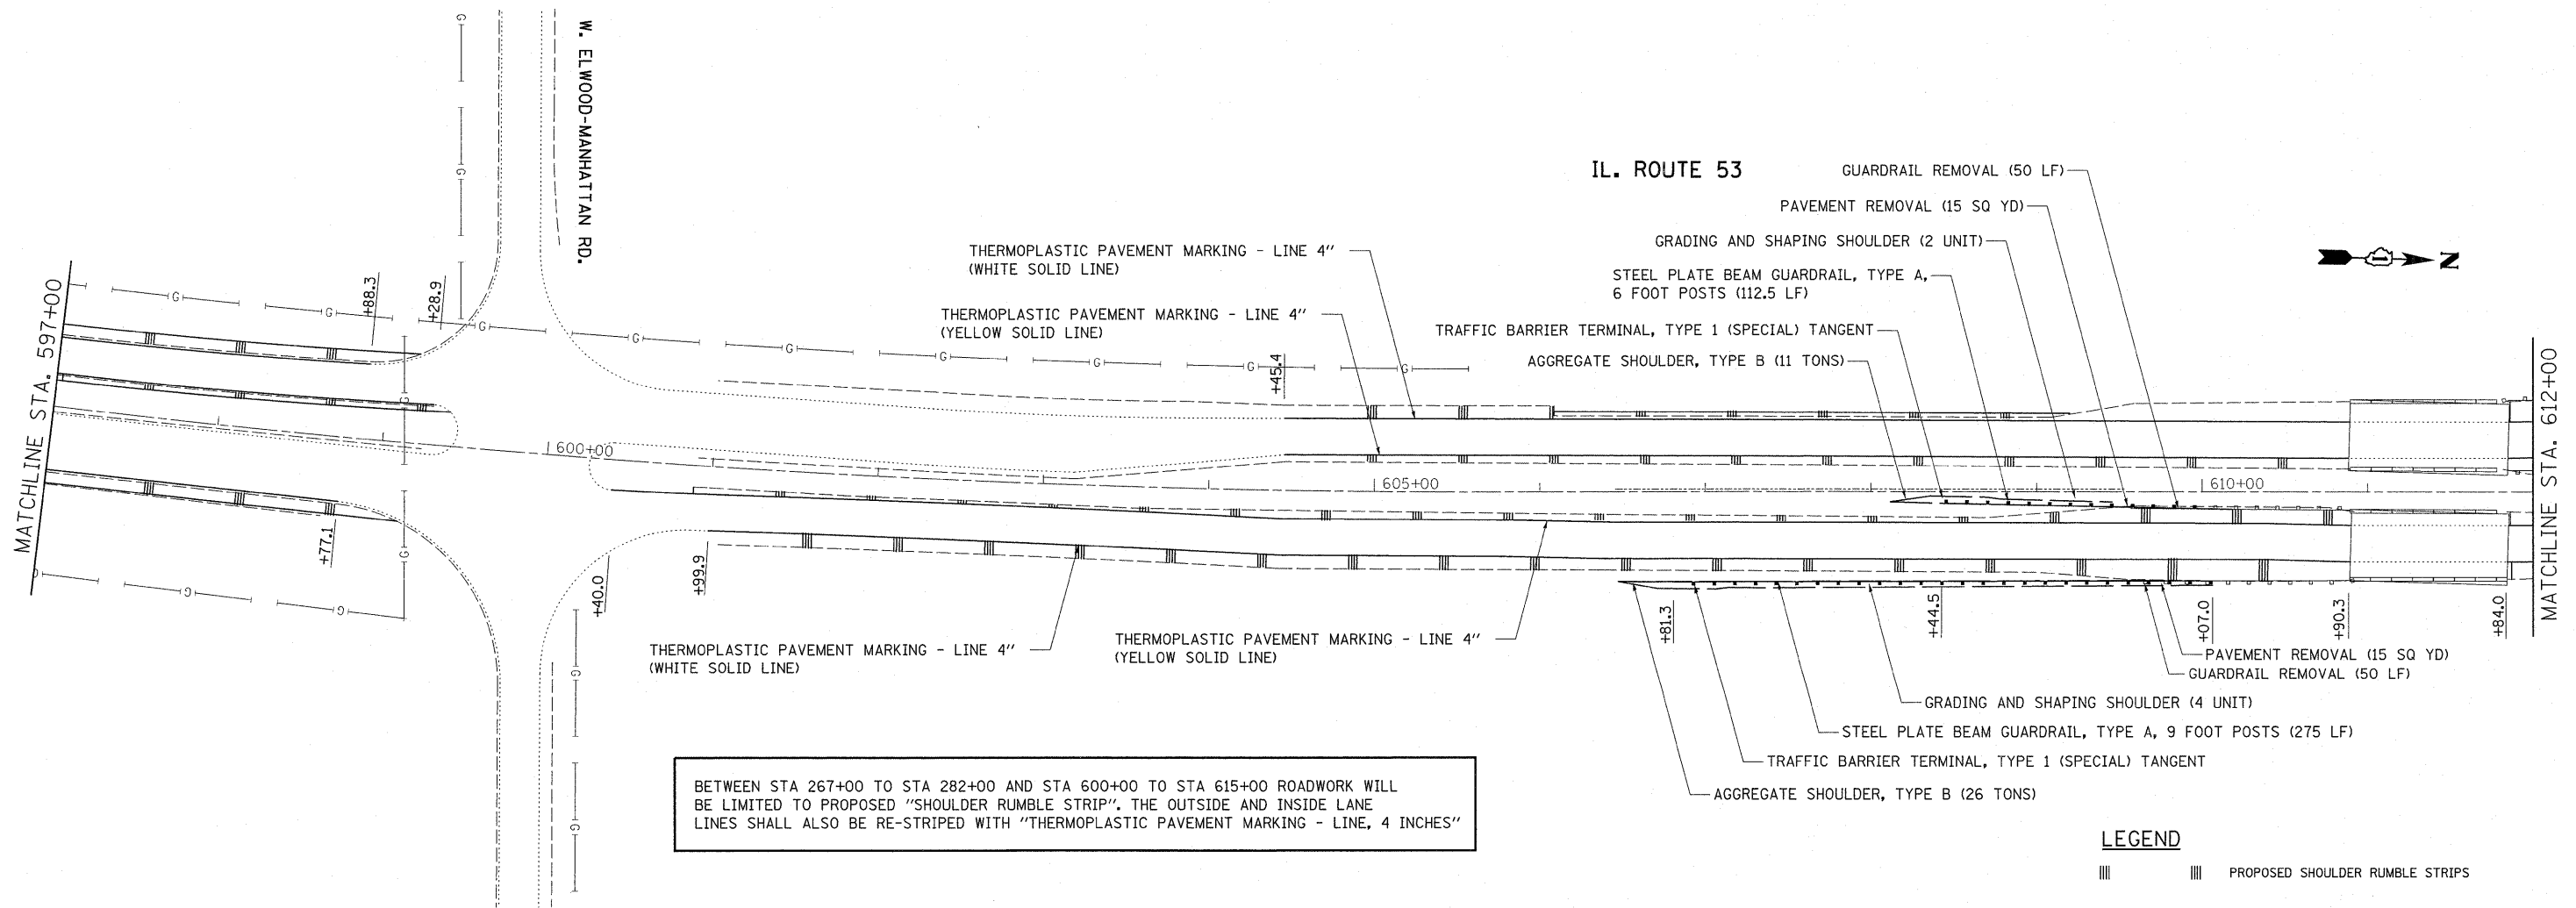 W. ELWOOD-MANHATTAN RD.
IL. ROUTE 53
GUARDRAIL REMOVAL (50 LF)
PAVEMENT REMOVAL (15 SQ YD)
GRADING AND SHAPING SHOULDER (2 UNIT)
STEEL PLATE BEAM GUARDRAIL, TYPE A,
6 FOOT POSTS (112.5 LF)
TRAFFIC BARRIER TERMINAL, TYPE 1 (SPECIAL) TANGENT
AGGREGATE SHOULDER, TYPE B (11 TONS)
THERMOPLASTIC PAVEMENT MARKING - LINE 4"
(WHITE SOLID LINE)
THERMOPLASTIC PAVEMENT MARKING - LINE 4"
(YELLOW SOLID LINE)
N
MATCHLINE STA. 597+00
+88.3
+28.9
+45.4
G G G G G G G G G G
600+00
605+00
610+00
MATCHLINE STA. 612+00
+77.1
+40.0
+99.9
+81.3
+44.5
+07.0
+90.3
+84.0
THERMOPLASTIC PAVEMENT MARKING - LINE 4"
(WHITE SOLID LINE)
THERMOPLASTIC PAVEMENT MARKING - LINE 4"
(YELLOW SOLID LINE)
PAVEMENT REMOVAL (15 SQ YD)
GUARDRAIL REMOVAL (50 LF)
GRADING AND SHAPING SHOULDER (4 UNIT)
STEEL PLATE BEAM GUARDRAIL, TYPE A, 9 FOOT POSTS (275 LF)
TRAFFIC BARRIER TERMINAL, TYPE 1 (SPECIAL) TANGENT
AGGREGATE SHOULDER, TYPE B (26 TONS)
BETWEEN STA 267+00 TO STA 282+00 AND STA 600+00 TO STA 615+00 ROADWORK WILL
BE LIMITED TO PROPOSED "SHOULDER RUMBLE STRIP". THE OUTSIDE AND INSIDE LANE
LINES SHALL ALSO BE RE-STRIPED WITH "THERMOPLASTIC PAVEMENT MARKING - LINE, 4 INCHES"
LEGEND
PROPOSED SHOULDER RUMBLE STRIPS